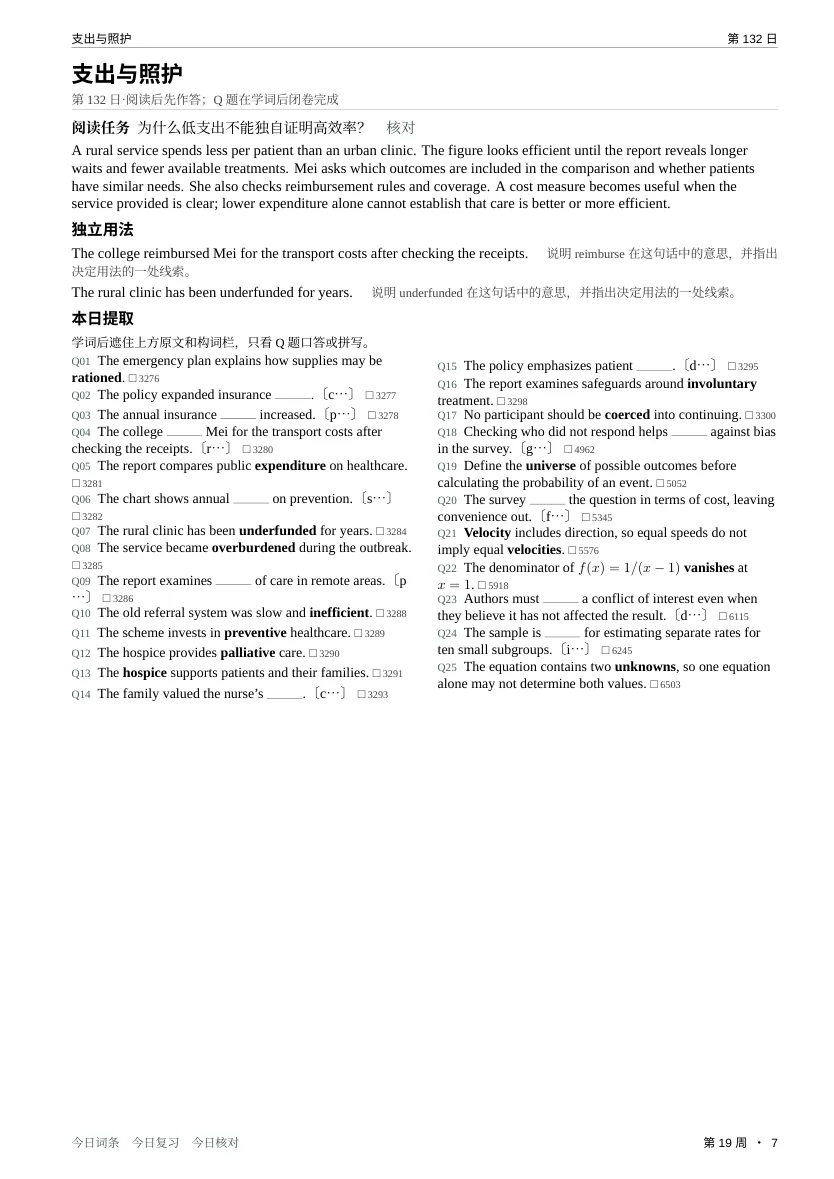 支出与照护 第 132 日
支出与照护
第 132 日·阅读后先作答；Q 题在学词后闭卷完成
阅读任务 为什么低支出不能独自证明高效率？ 核对
A rural service spends less per patient than an urban clinic. The figure looks efficient until the report reveals longer
waits and fewer available treatments. Mei asks which outcomes are included in the comparison and whether patients
have similar needs. She also checks reimbursement rules and coverage. A cost measure becomes useful when the
service provided is clear; lower expenditure alone cannot establish that care is better or more efficient.
独立用法
The college reimbursed Mei for the transport costs after checking the receipts. 说明 reimburse 在这句话中的意思，并指出
决定用法的一处线索。
The rural clinic has been underfunded for years. 说明 underfunded 在这句话中的意思，并指出决定用法的一处线索。
本日提取
学词后遮住上方原文和构词栏，只看 Q 题口答或拼写。
Q01 The emergency plan explains how supplies may be
rationed. □ 3276
Q02 The policy expanded insurance _____.〔c···〕 □ 3277
Q03 The annual insurance _____ increased.〔p···〕 □ 3278
Q04 The college _____ Mei for the transport costs after
checking the receipts.〔r···〕 □ 3280
Q05 The report compares public expenditure on healthcare.
□ 3281
Q06 The chart shows annual _____ on prevention.〔s···〕
□ 3282
Q07 The rural clinic has been underfunded for years. □ 3284
Q08 The service became overburdened during the outbreak.
□ 3285
Q09 The report examines _____ of care in remote areas.〔p
···〕 □ 3286
Q10 The old referral system was slow and inefficient. □ 3288
Q11 The scheme invests in preventive healthcare. □ 3289
Q12 The hospice provides palliative care. □ 3290
Q13 The hospice supports patients and their families. □ 3291
Q14 The family valued the nurse’s _____.〔c···〕 □ 3293
Q15 The policy emphasizes patient _____.〔d···〕 □ 3295
Q16 The report examines safeguards around involuntary
treatment. □ 3298
Q17 No participant should be coerced into continuing. □ 3300
Q18 Checking who did not respond helps _____ against bias
in the survey.〔g···〕 □ 4962
Q19 Define the universe of possible outcomes before
calculating the probability of an event. □ 5052
Q20 The survey _____ the question in terms of cost, leaving
convenience out.〔f···〕 □ 5345
Q21 Velocity includes direction, so equal speeds do not
imply equal velocities. □ 5576
Q22 The denominator of f(x) = 1/(x − 1) vanishes at
x = 1. □ 5918
Q23 Authors must _____ a conflict of interest even when
they believe it has not affected the result.〔d···〕 □ 6115
Q24 The sample is _____ for estimating separate rates for
ten small subgroups.〔i···〕 □ 6245
Q25 The equation contains two unknowns, so one equation
alone may not determine both values. □ 6503
今日词条 今日复习 今日核对 第 19 周 · 7